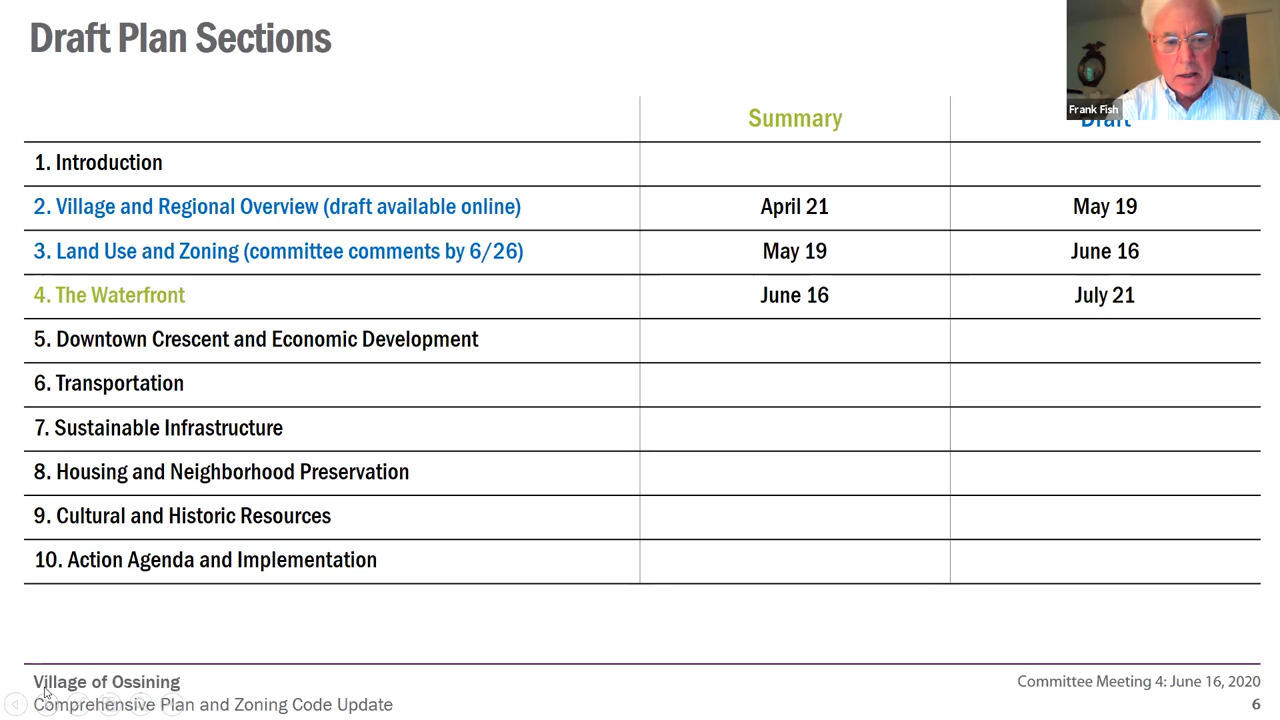 Draft Plan Sections
Frank Fish
Summary
Draft
1. Introduction
2. Village and Regional Overview (draft available online) April 21 May 19
3. Land Use and Zoning (committee comments by 6/26) May 19 June 16
4. The Waterfront June 16 July 21
5. Downtown Crescent and Economic Development
6. Transportation
7. Sustainable Infrastructure
8. Housing and Neighborhood Preservation
9. Cultural and Historic Resources
10. Action Agenda and Implementation
Village of Ossining Committee Meeting 4: June 16, 2020
Comprehensive Plan and Zoning Code Update 6